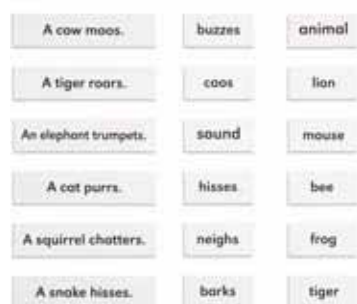 A cow moos. buzzes animal
A tiger roars. coos lion
An elephant trumpets. sound mouse
A cat purrs. hisses bee
A squirrel chatters. neighs frog
A snake hisses. barks tiger